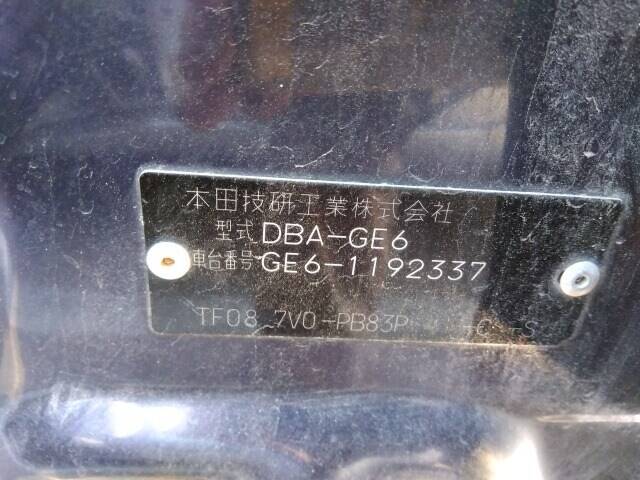 本田技研工業株式会社
型式 DBA-GE6
車台番号 GE6-1192337
TF08 7V0-PB83P -C -S